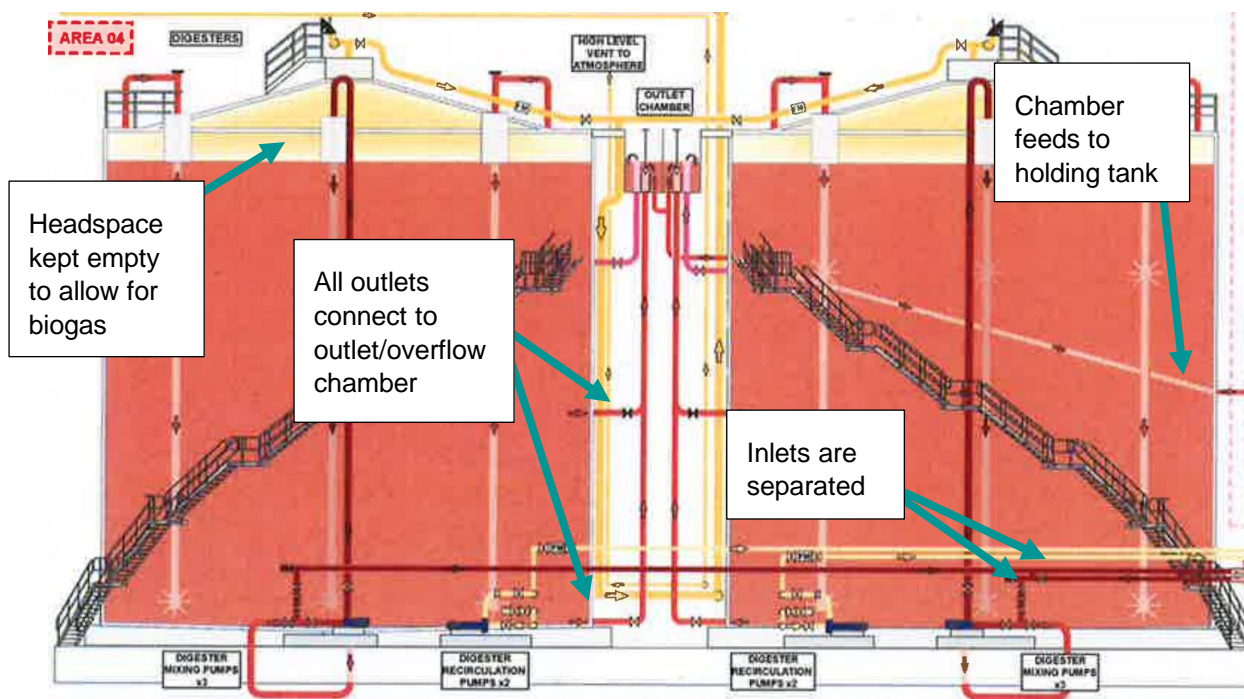 AREA 04
DIGESTERS
HIGH LEVEL
VENT TO
ATMOSPHERE
OUTLET
CHAMBER
Chamber
feeds to
holding tank
Headspace
kept empty
to allow for
biogas
All outlets
connect to
outlet/overflow
chamber
Inlets are
separated
DIGESTER
MIXING PUMPS
x3
DIGESTER
RECIRCULATION
PUMPS x2
DIGESTER
RECIRCULATION
PUMPS x2
DIGESTER
MIXING PUMPS
x3